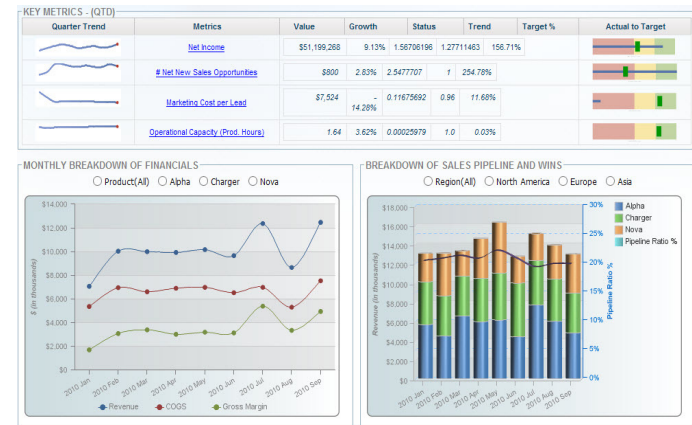 KEY METRICS - (QTD)
Quarter Trend Metrics Value Growth Status Trend Target % Actual to Target
Net Income $51,199,268 9.13% 1.56706196 1.27711463 156.71%
# Net New Sales Opportunities $800 2.83% 2.5477707 1 254.78%
Marketing Cost per Lead $7,524 - 0.11675692 0.96 11.68%
14.28%
Operational Capacity (Prod. Hours) 1.64 3.62% 0.00025979 1.0 0.03%
MONTHLY BREAKDOWN OF FINANCIALS
Product(All) Alpha Charger Nova
$14,000
$12,000
$10,000
$8,000
$6,000
$4,000
$2,000
$0
$ (in thousands)
2010 Jan 2010 Feb 2010 Mar 2010 Apr 2010 May 2010 Jun 2010 Jul 2010 Aug 2010 Sep
Revenue COGS Gross Margin
BREAKDOWN OF SALES PIPELINE AND WINS
Region(All) North America Europe Asia
$18,000
$16,000
$14,000
$12,000
$10,000
$8,000
$6,000
$4,000
$2,000
$0
Revenue (in thousands)
30%
25%
20%
15%
10%
5%
0%
Pipeline Ratio %
2010 Jan 2010 Feb 2010 Mar 2010 Apr 2010 May 2010 Jun 2010 Jul 2010 Aug 2010 Sep
Alpha
Charger
Nova
Pipeline Ratio %